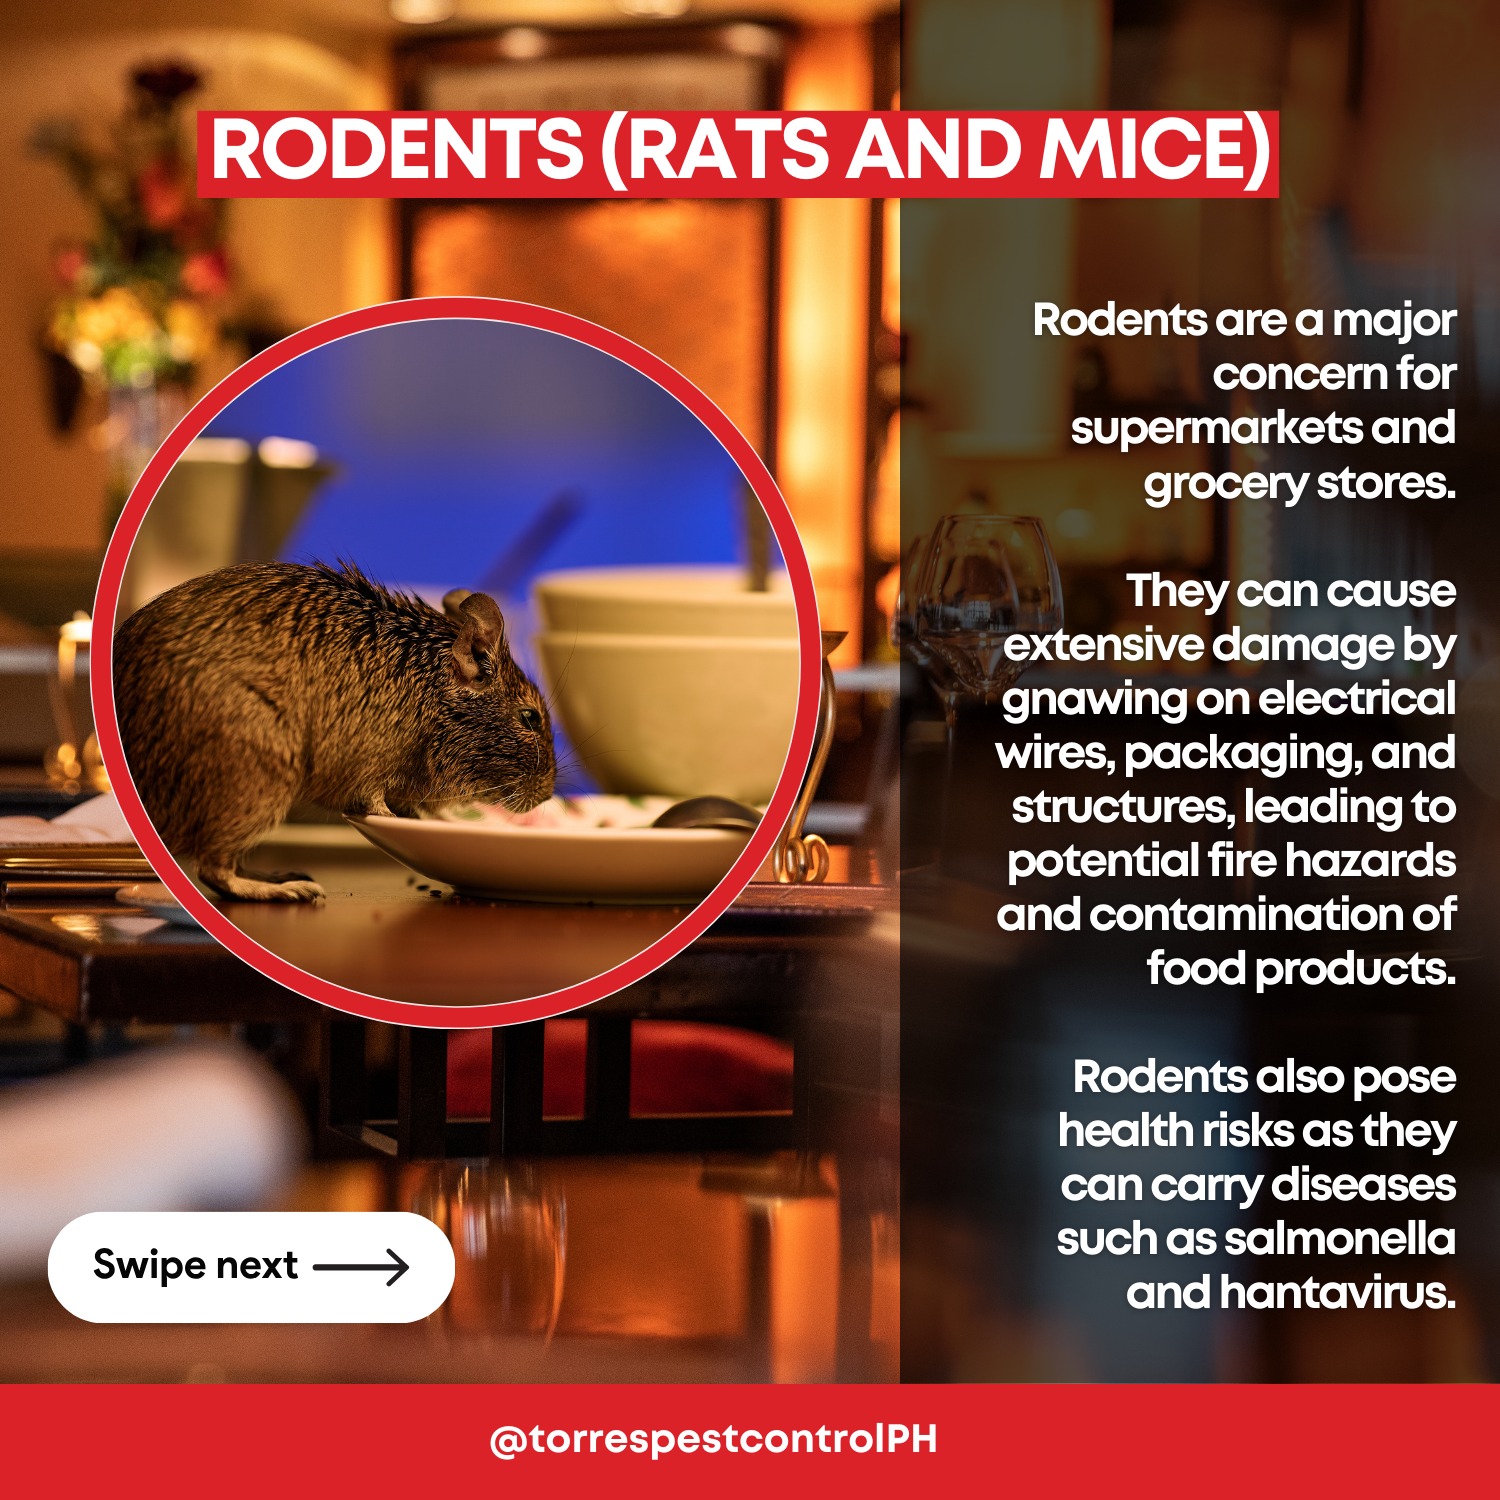 RODENTS (RATS AND MICE)
Rodents are a major
concern for
supermarkets and
grocery stores.
They can cause
extensive damage by
gnawing on electrical
wires, packaging, and
structures, leading to
potential fire hazards
and contamination of
food products.
Rodents also pose
health risks as they
can carry diseases
such as salmonella
and hantavirus.
Swipe next
@torrespestcontrolPH